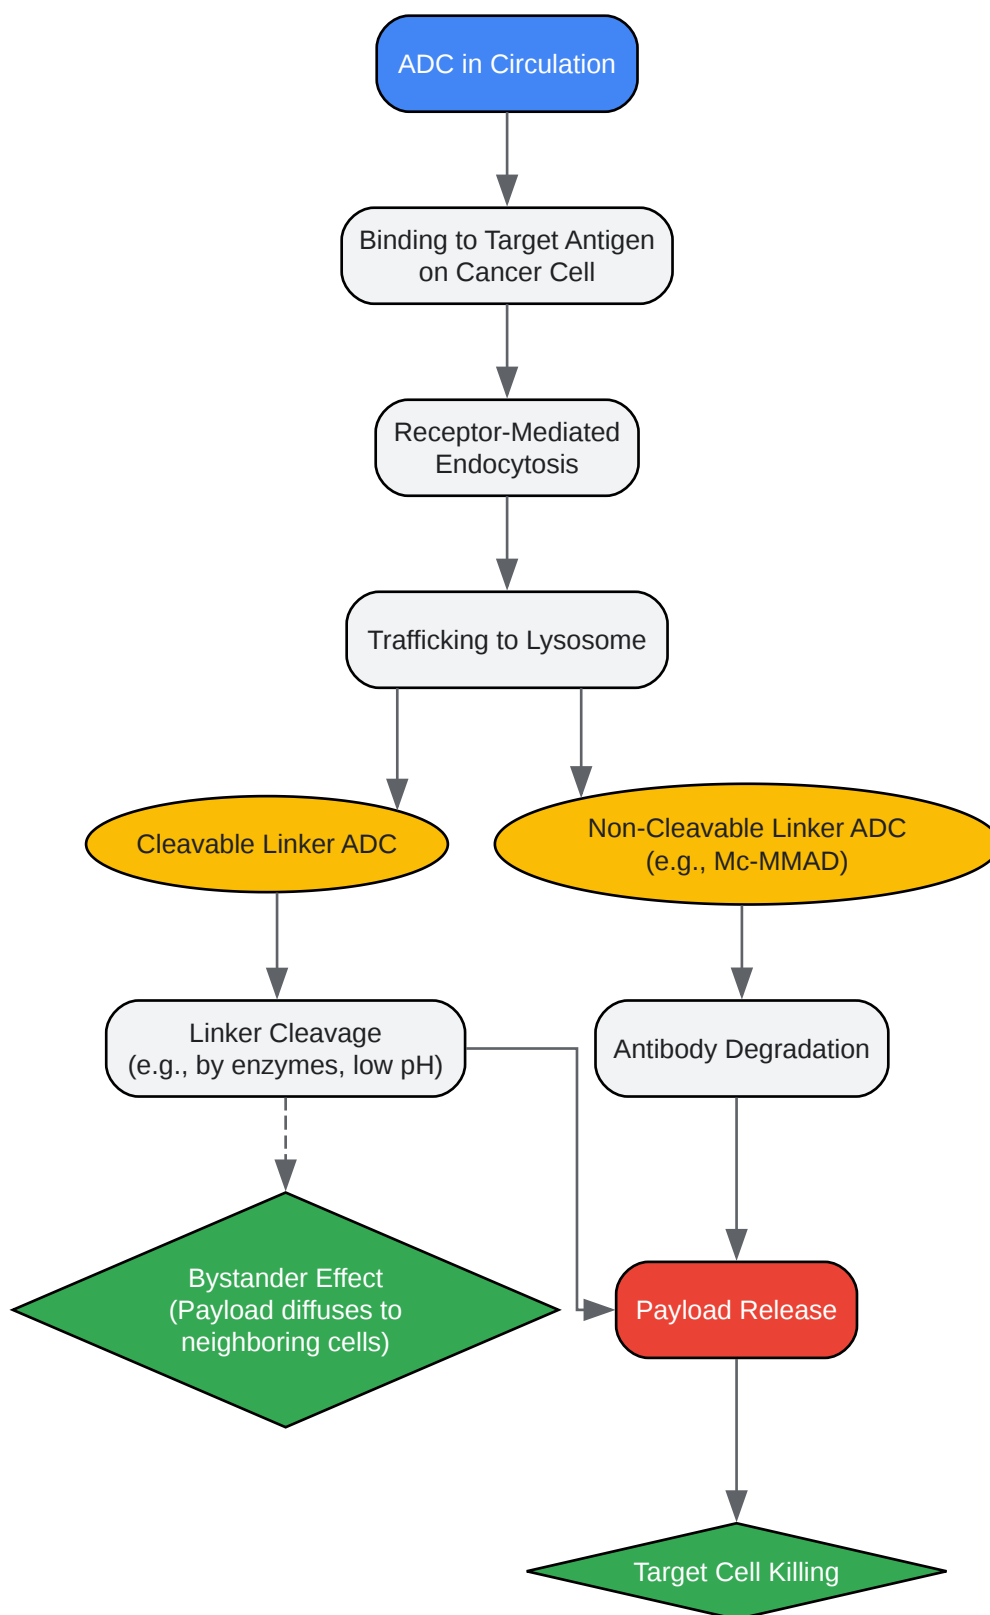 ADC in Circulation
Binding to Target Antigen
on Cancer Cell
Receptor-Mediated
Endocytosis
Trafficking to Lysosome
Cleavable Linker ADC
Non-Cleavable Linker ADC
(e.g., Mc-MMAD)
Linker Cleavage
(e.g., by enzymes, low pH)
Antibody Degradation
Bystander Effect
(Payload diffuses to
neighboring cells)
Payload Release
Target Cell Killing